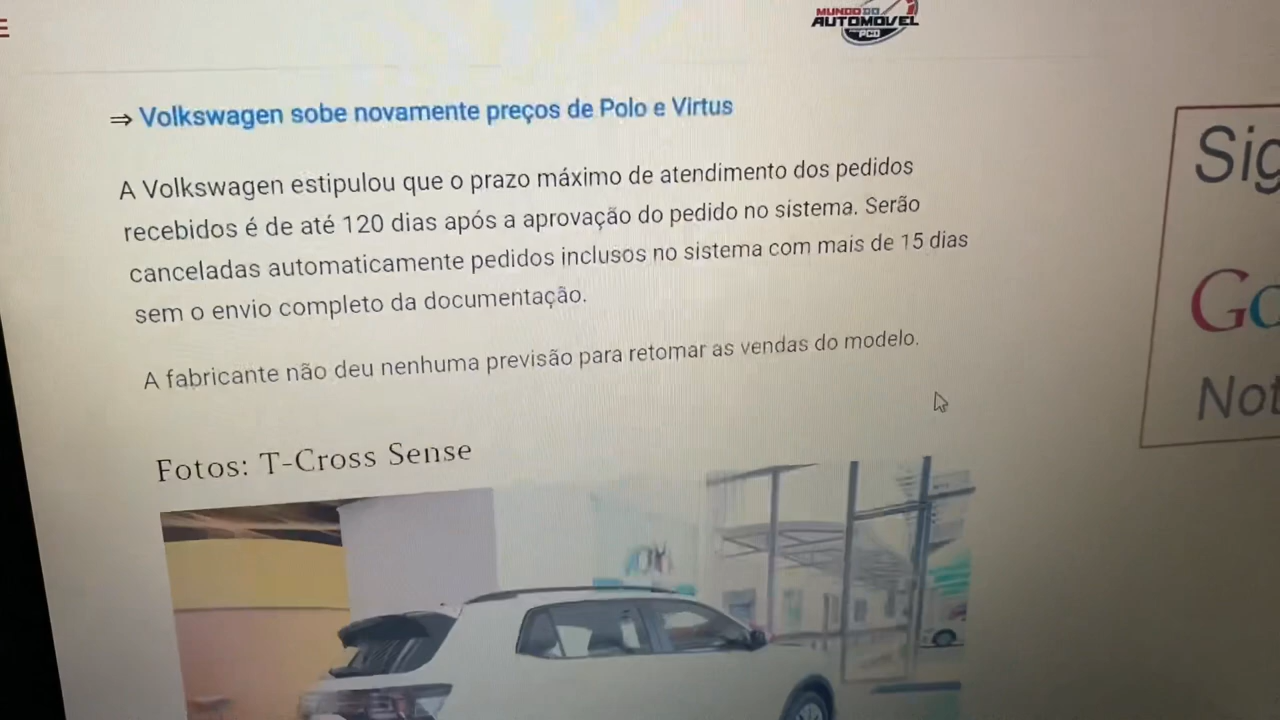 MUNDO DO
AUTOMOVEL
PCD
⇒ Volkswagen sobe novamente preços de Polo e Virtus
A Volkswagen estipulou que o prazo máximo de atendimento dos pedidos
recebidos é de até 120 dias após a aprovação do pedido no sistema. Serão
canceladas automaticamente pedidos inclusos no sistema com mais de 15 dias
sem o envio completo da documentação.
A fabricante não deu nenhuma previsão para retomar as vendas do modelo.
Fotos: T-Cross Sense
Sig
Go
Not